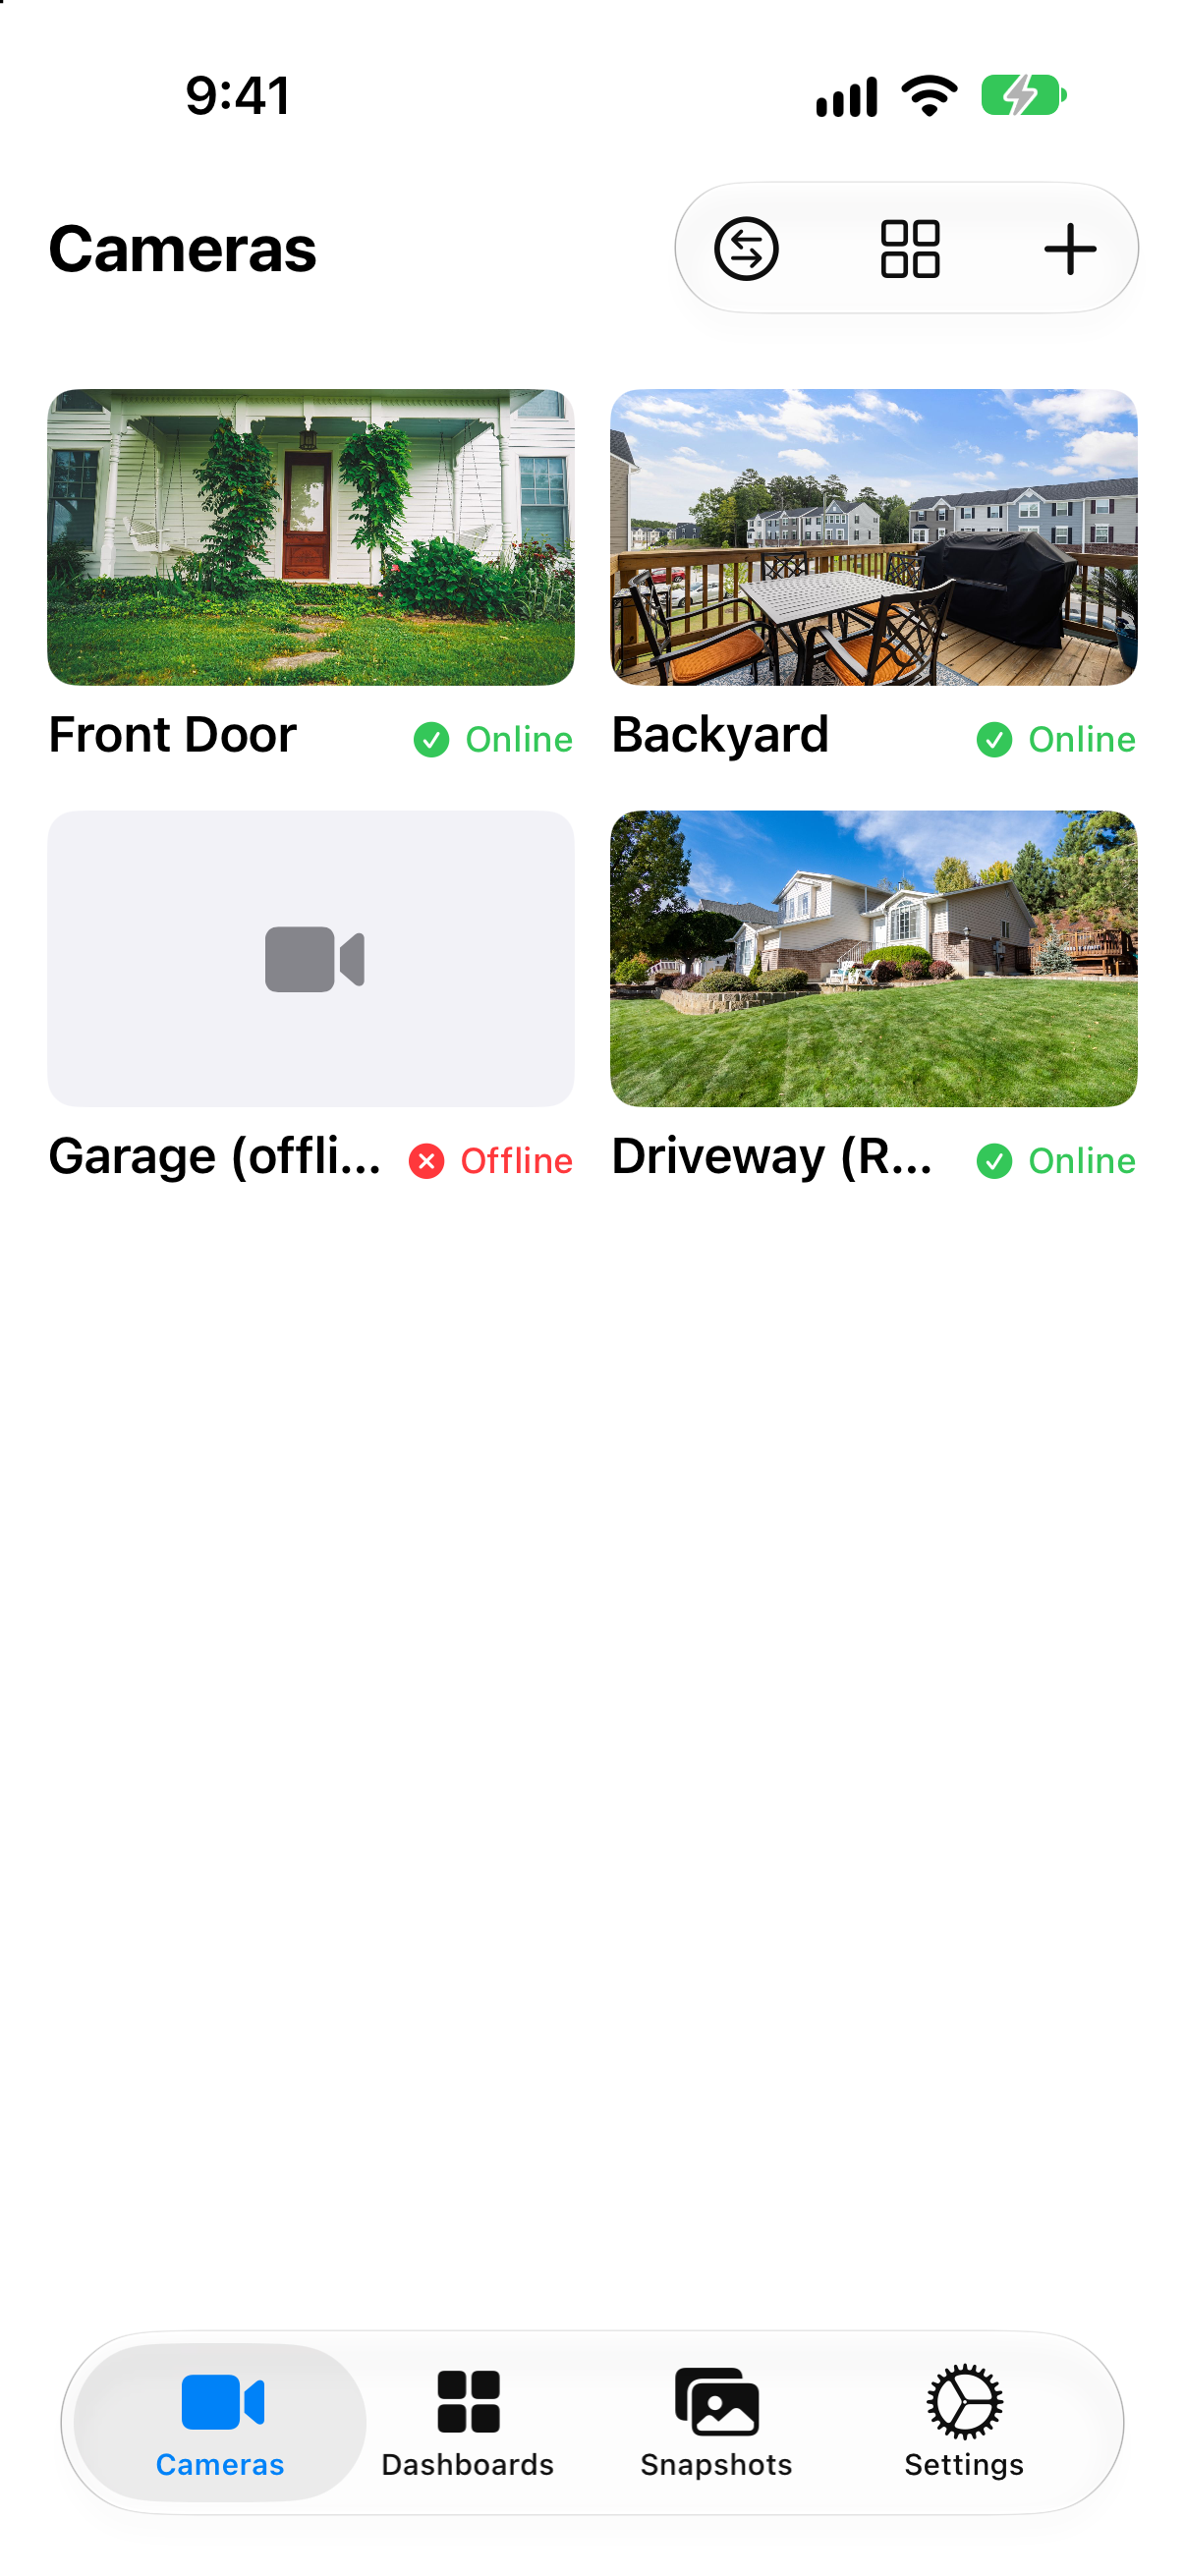 9:41
Cameras
Front Door
Online
Backyard
Online
Garage (offli...
Offline
Driveway (R...
Online
Cameras
Dashboards
Snapshots
Settings